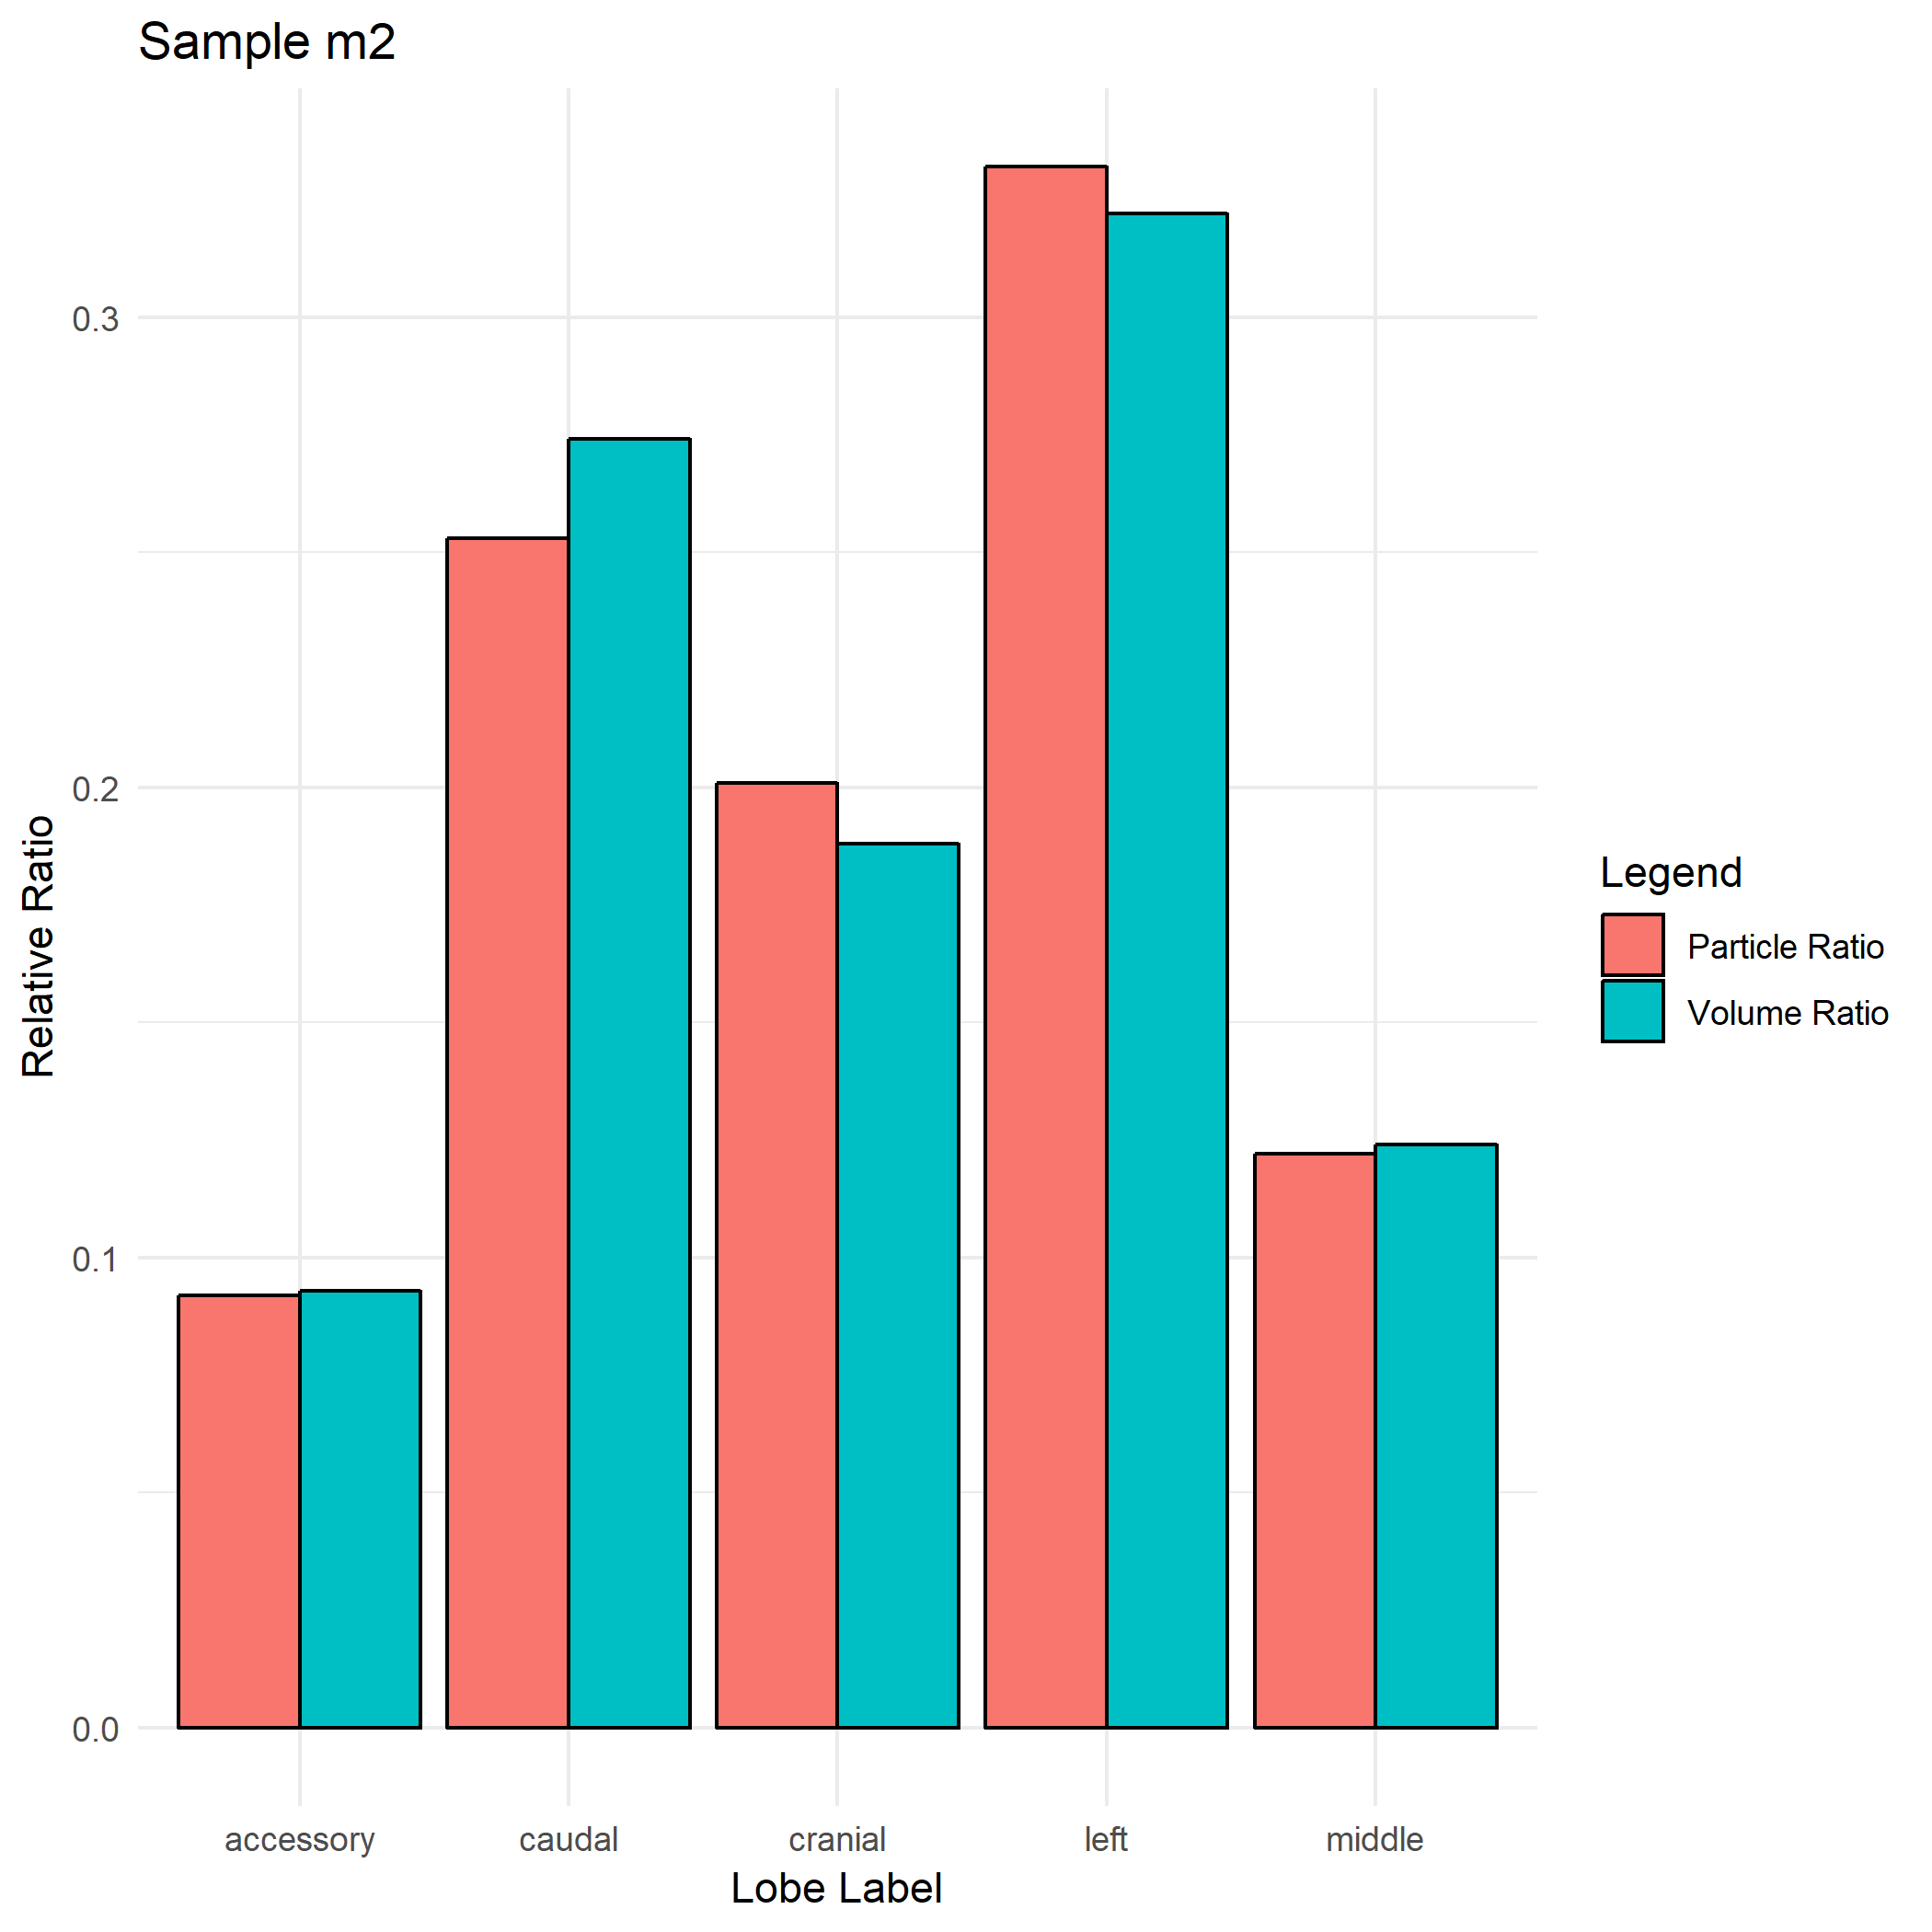 Sample m2
Relative Ratio
0.3
0.2
0.1
0.0
accessory
caudal
cranial
left
middle
Lobe Label
Legend
Particle Ratio
Volume Ratio